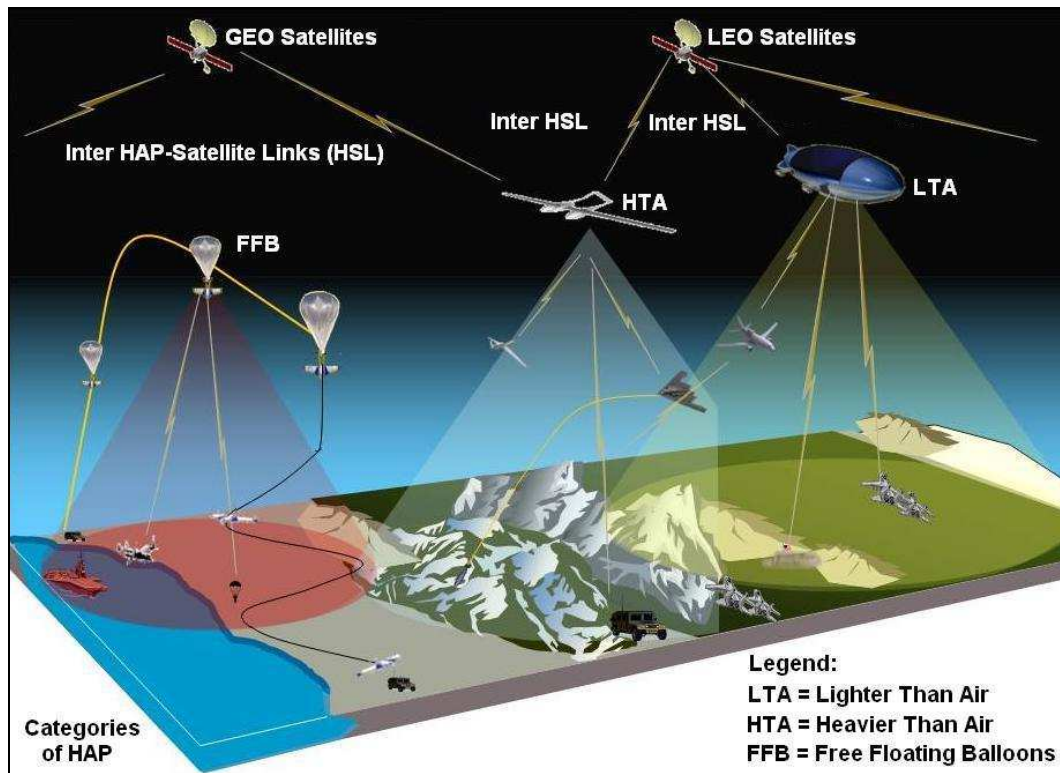 GEO Satellites
LEO Satellites
Inter HSL
Inter HSL
Inter HAP-Satellite Links (HSL)
HTA
LTA
FFB
Legend:
LTA = Lighter Than Air
HTA = Heavier Than Air
FFB = Free Floating Balloons
Categories
of HAP